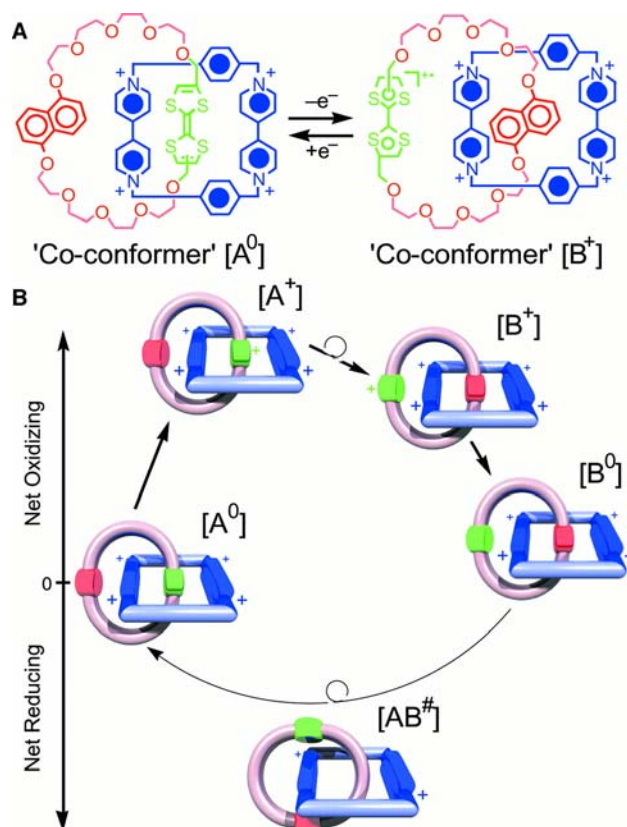 A
O O O O
O O
+N N+
S S
S S
+N N+
O O O O
–e–
+e–
'Co-conformer' [A⁰]
'Co-conformer' [B⁺]
B
[A⁺]
[B⁺]
[B⁰]
[A⁰]
[AB#]
Net Oxidizing
0
Net Reducing